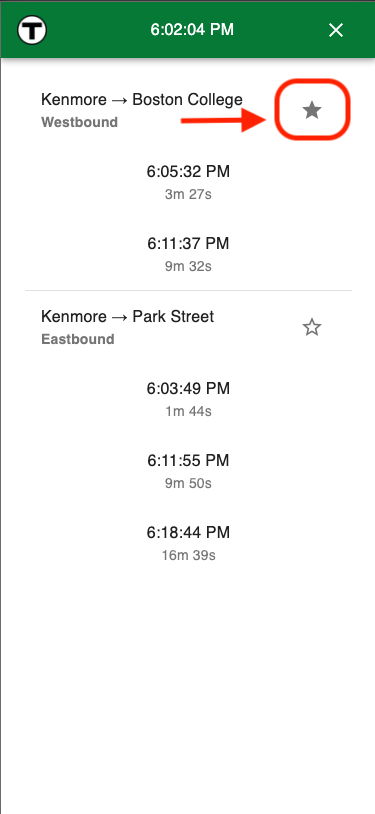 T
6:02:04 PM
Kenmore → Boston College
Westbound
6:05:32 PM
3m 27s
6:11:37 PM
9m 32s
Kenmore → Park Street
Eastbound
6:03:49 PM
1m 44s
6:11:55 PM
9m 50s
6:18:44 PM
16m 39s